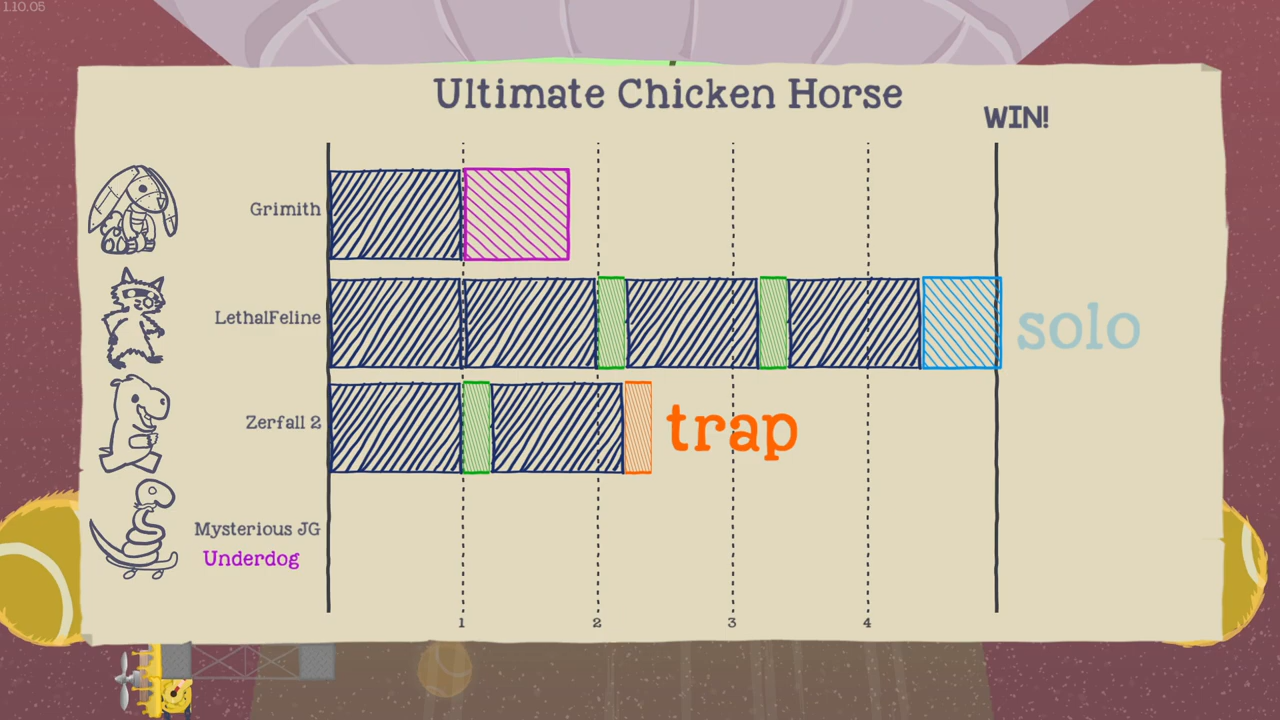 1.10.05
Ultimate Chicken Horse
WIN!
Grimith
LethalFeline
solo
Zerfall 2
trap
Mysterious JG
Underdog
1 2 3 4